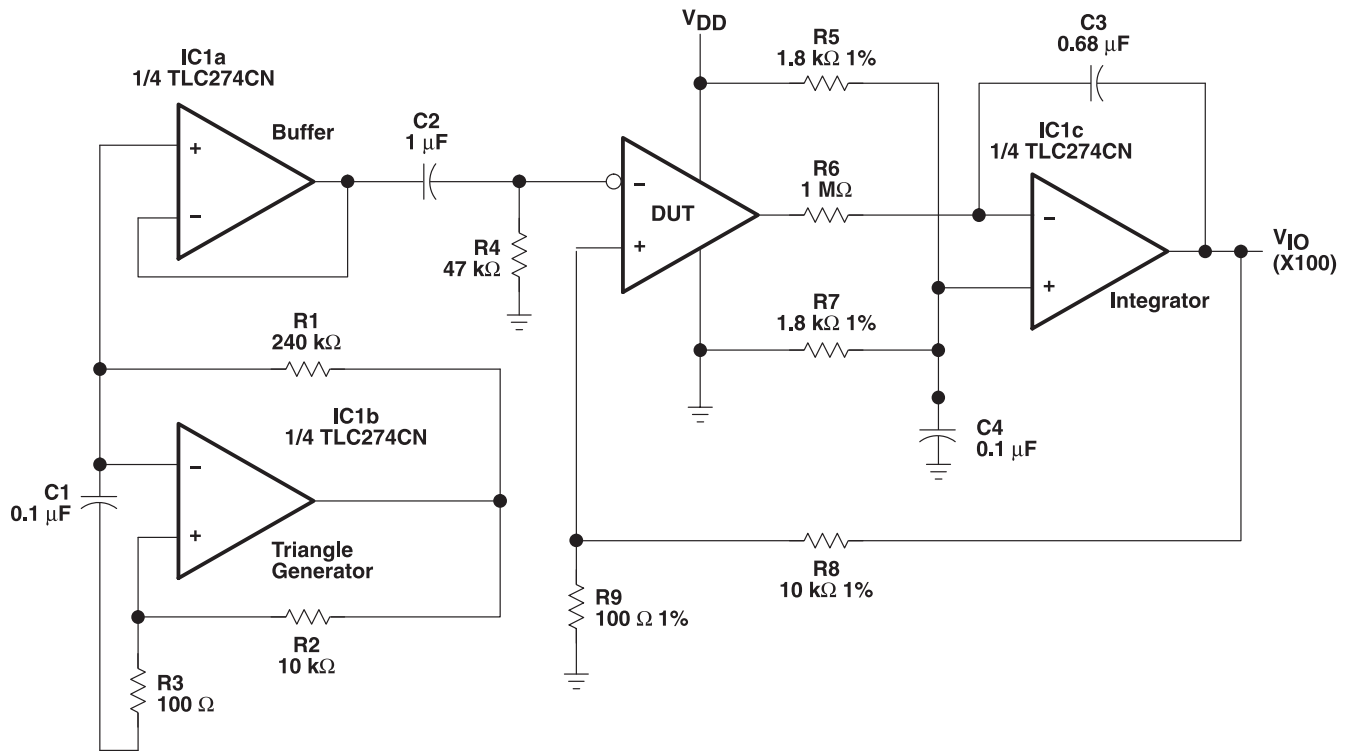 IC1a
1/4 TLC274CN
Buffer
+
−
C2
1 µF
R4
47 kΩ
R1
240 kΩ
IC1b
1/4 TLC274CN
−
+
C1
0.1 µF
Triangle
Generator
R2
10 kΩ
R3
100 Ω
VDD
R5
1.8 kΩ 1%
C3
0.68 µF
IC1c
1/4 TLC274CN
R6
1 MΩ
−
DUT
+
−
+
Integrator
VIO
(X100)
R7
1.8 kΩ 1%
C4
0.1 µF
R8
10 kΩ 1%
R9
100 Ω 1%